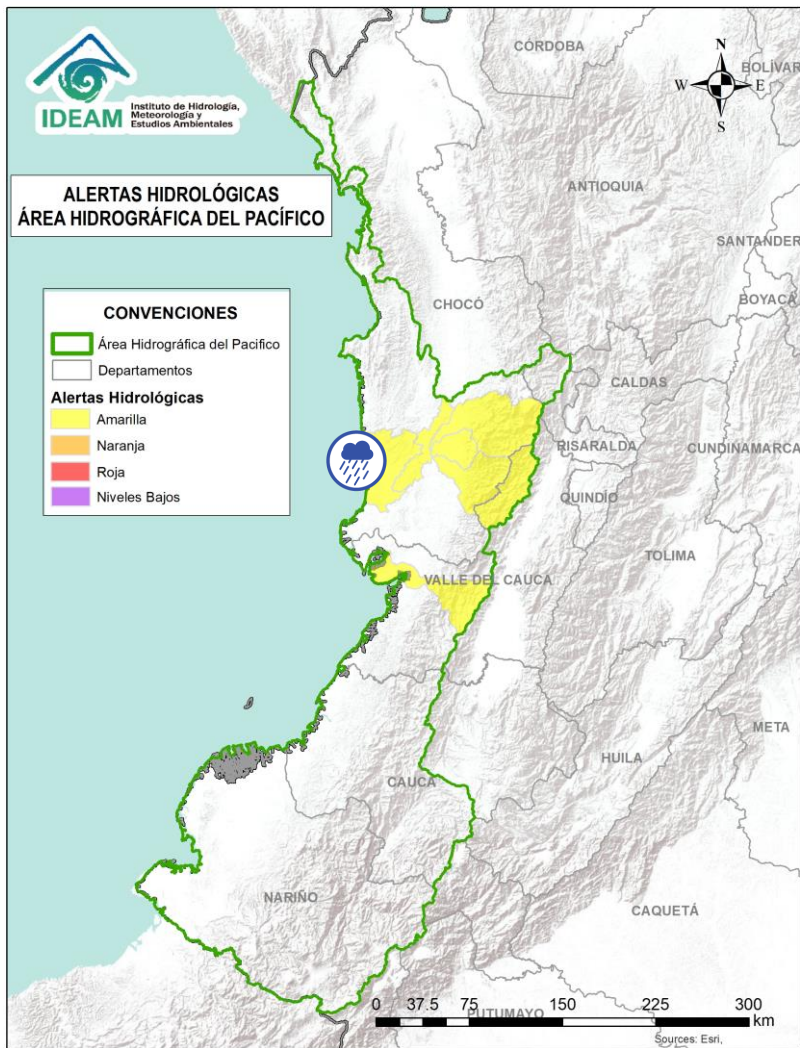 IDEAM
Instituto de Hidrología,
Meteorología y
Estudios Ambientales
ALERTAS HIDROLÓGICAS
ÁREA HIDROGRÁFICA DEL PACÍFICO
CONVENCIONES
Área Hidrográfica del Pacifico
Departamentos
Alertas Hidrológicas
Amarilla
Naranja
Roja
Niveles Bajos
N
W
E
S
CÓRDOBA
BOLÍVAR
ANTIOQUIA
SANTANDER
CHOCÓ
BOYACÁ
CALDAS
RISARALDA
CUNDINAMARCA
QUINDÍO
TOLIMA
VALLE DEL CAUCA
META
HUILA
CAUCA
NARIÑO
CAQUETÁ
PUTUMAYO
0 37.5 75 150 225 300
km
Sources: Esri,